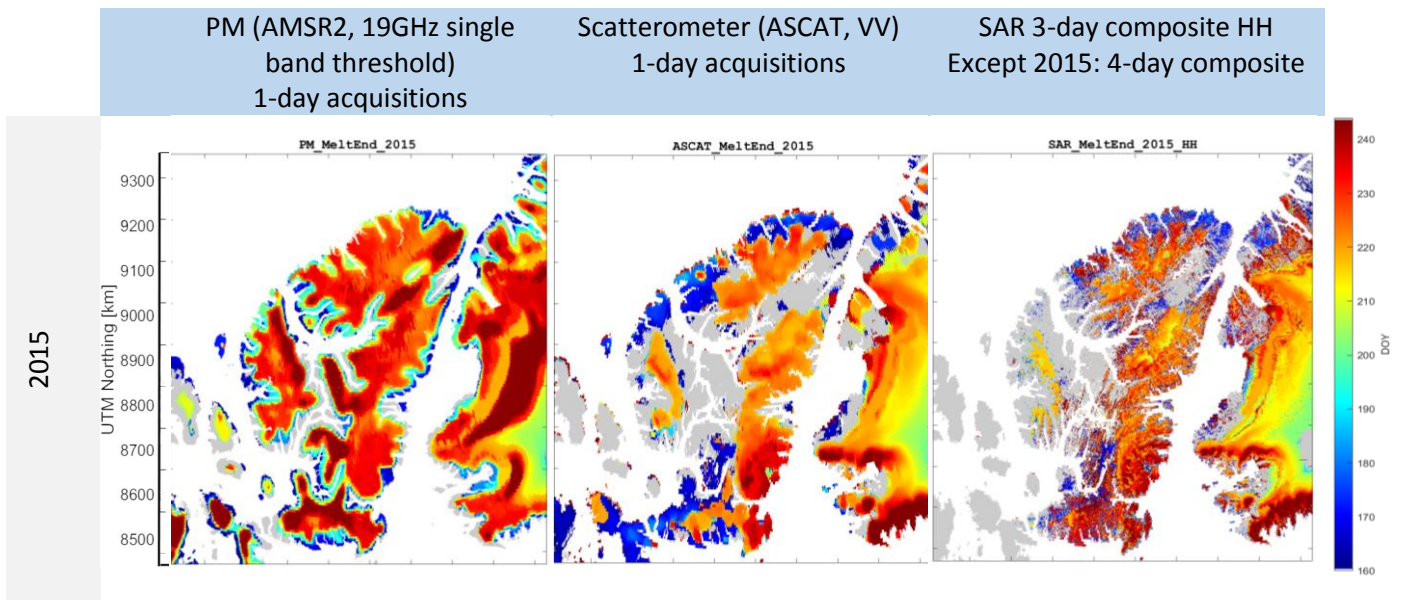 PM (AMSR2, 19GHz single
band threshold)
1-day acquisitions
Scatterometer (ASCAT, VV)
1-day acquisitions
SAR 3-day composite HH
Except 2015: 4-day composite
2015
UTM Northing [km]
9300
9200
9100
9000
8900
8800
8700
8600
8500
PM_MeltEnd_2015
ASCAT_MeltEnd_2015
SAR_MeltEnd_2015_HH
240
230
220
210
200
190
180
170
160
DOY